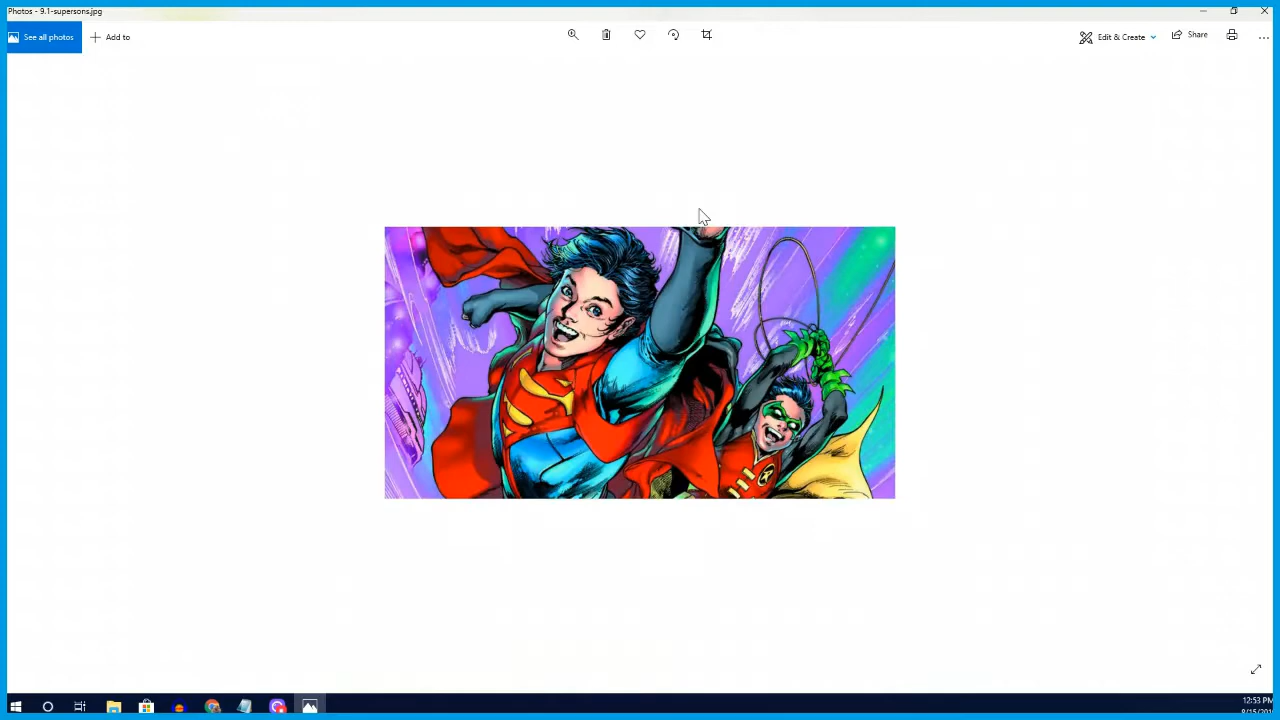 Photos - 9.1-supersons.jpg
See all photos
Add to
Edit & Create
Share
12:53 PM